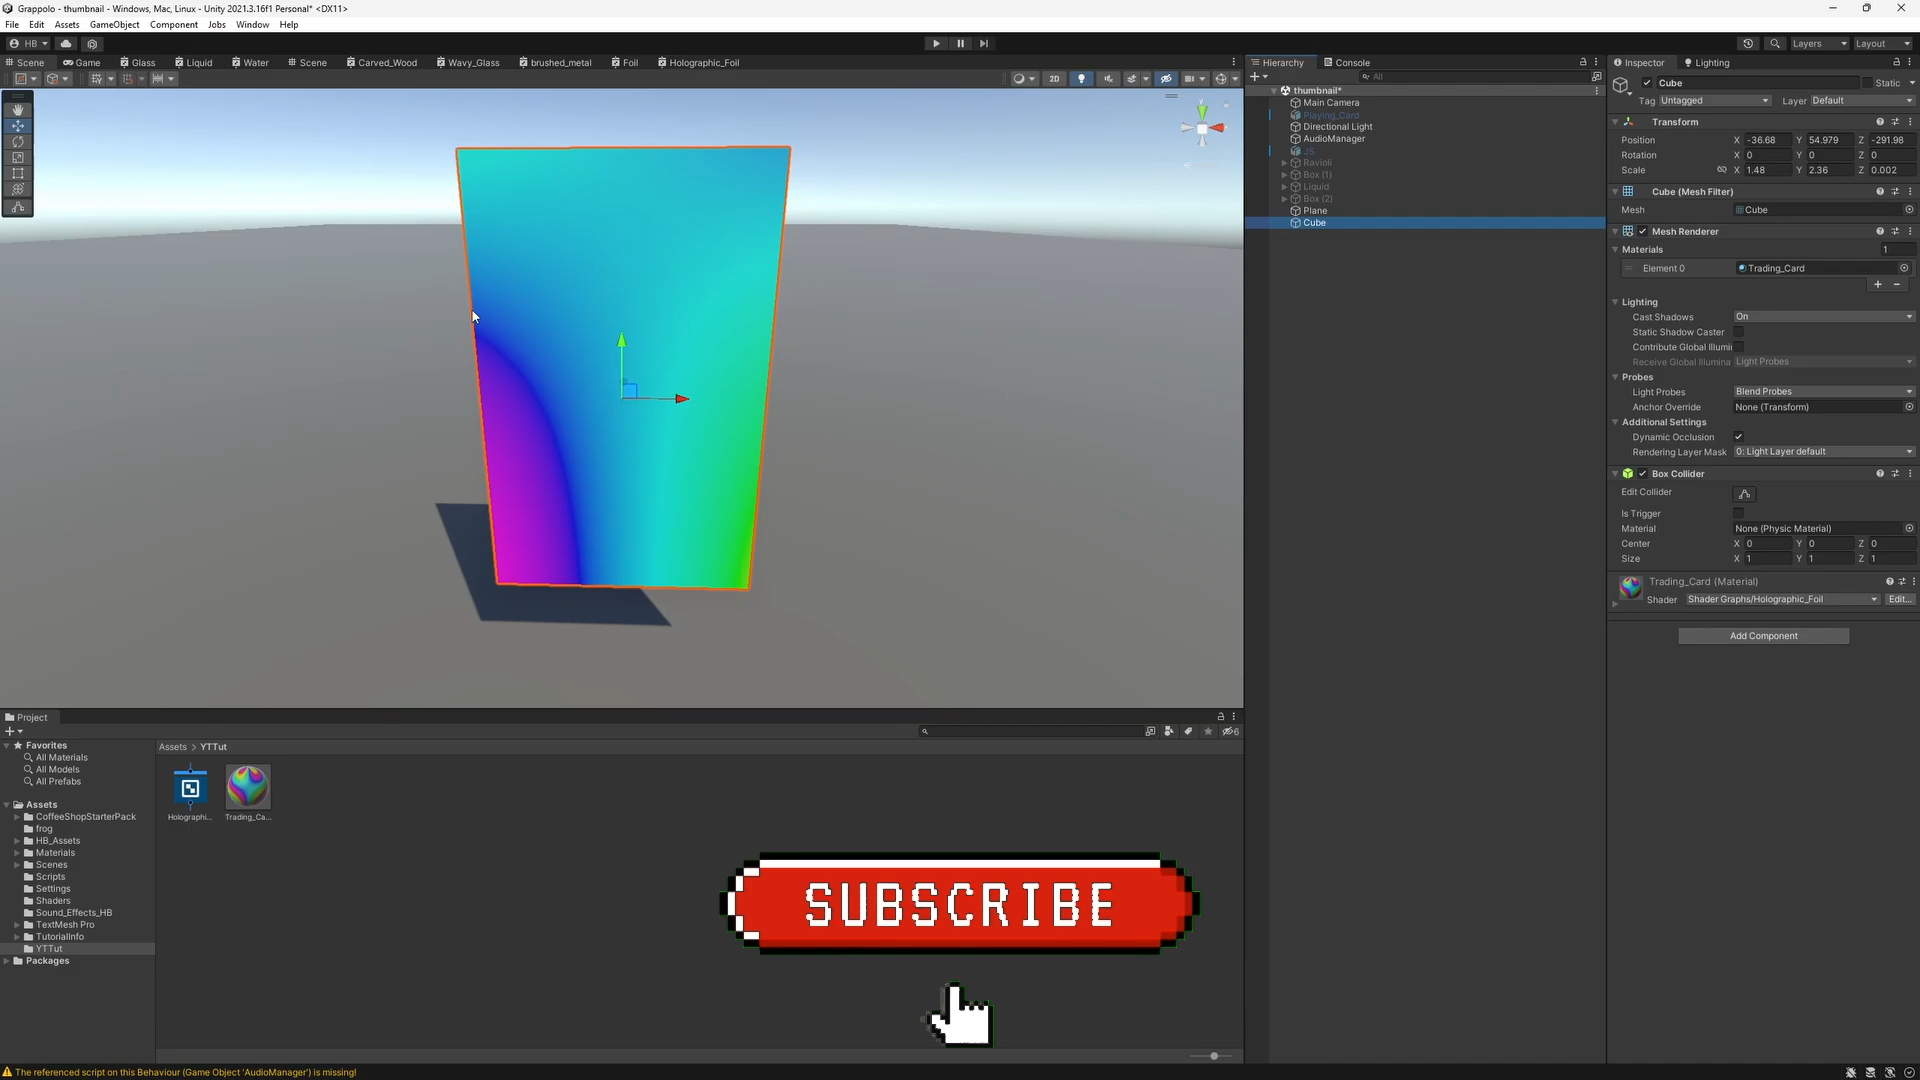 Grappolo - thumbnail - Windows, Mac, Linux - Unity 2021.3.16f1 Personal* <DX11>
File Edit Assets GameObject Component Jobs Window Help
HB
Layers Layout
Scene Game Glass Liquid Water Scene Carved_Wood Wavy_Glass brushed_metal Foil Holographic_Foil
2D
Hierarchy Console
All
thumbnail*
Main Camera
Playing_Card
Directional Light
AudioManager
JS
Ravioli
Box (1)
Liquid
Box (2)
Plane
Cube
Inspector Lighting
Cube Static
Tag Untagged Layer Default
Transform
Position X -36.68 Y 54.979 Z -291.98
Rotation X 0 Y 0 Z 0
Scale X 1.48 Y 2.36 Z 0.002
Cube (Mesh Filter)
Mesh Cube
Mesh Renderer
Materials 1
Element 0 Trading_Card
Lighting
Cast Shadows On
Static Shadow Caster
Contribute Global Illumi
Receive Global Illumina Light Probes
Probes
Light Probes Blend Probes
Anchor Override None (Transform)
Additional Settings
Dynamic Occlusion
Rendering Layer Mask 0: Light Layer default
Box Collider
Edit Collider
Is Trigger
Material None (Physic Material)
Center X 0 Y 0 Z 0
Size X 1 Y 1 Z 1
Trading_Card (Material)
Shader Shader Graphs/Holographic_Foil Edit...
Add Component
Project
6
Favorites
All Materials
All Models
All Prefabs
Assets
CoffeeShopStarterPack
frog
HB_Assets
Materials
Scenes
Scripts
Settings
Shaders
Sound_Effects_HB
TextMesh Pro
TutorialInfo
YTTut
Packages
Assets > YTTut
Holographi... Trading_Ca...
SUBSCRIBE
The referenced script on this Behaviour (Game Object 'AudioManager') is missing!